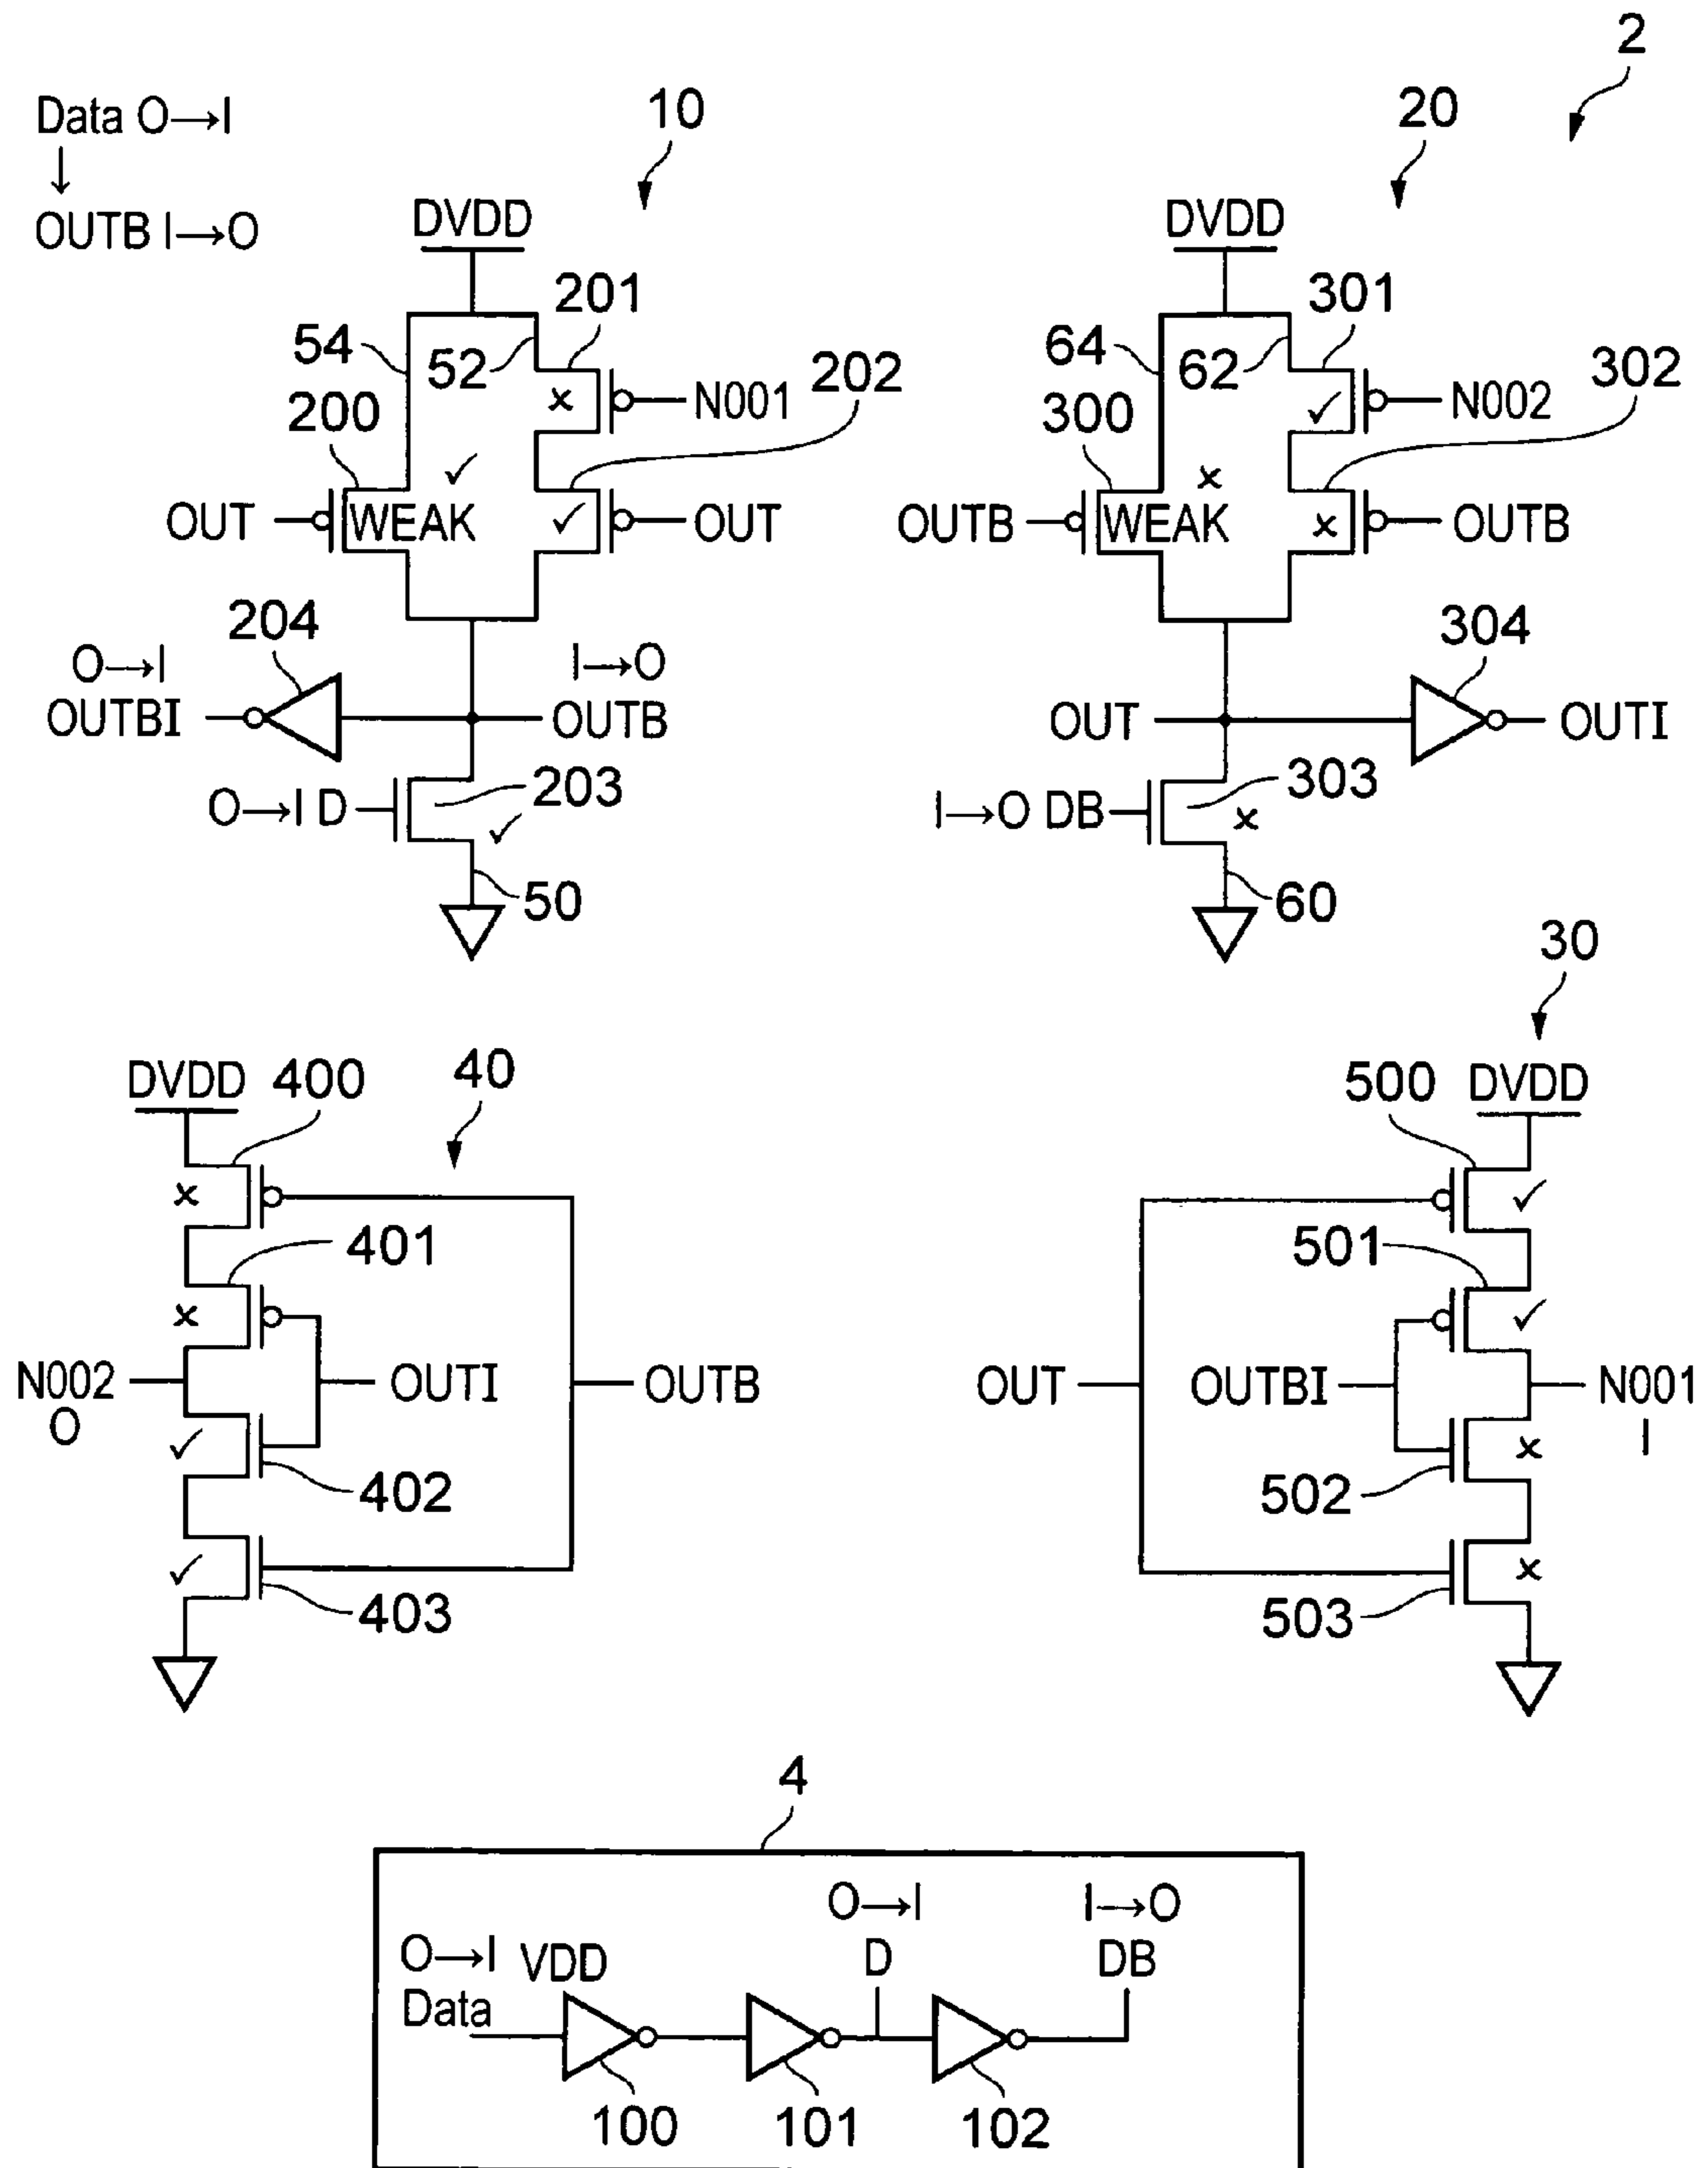 2
Data O→I
↓
OUTB I→O
10
20
DVDD
DVDD
201
301
54
52
202
64
62
302
200
N001
300
N002
OUT
WEAK
OUT
OUTB
WEAK
OUTB
204
304
O→I
I→O
OUTBI
OUTB
OUT
OUTI
O→I D
203
I→O DB
303
50
60
30
DVDD
400
40
500
DVDD
401
501
N002
O
OUTI
OUTB
OUT
OUTBI
N001
I
402
502
403
503
4
O→I
I→O
O→I
VDD
D
DB
Data
100
101
102